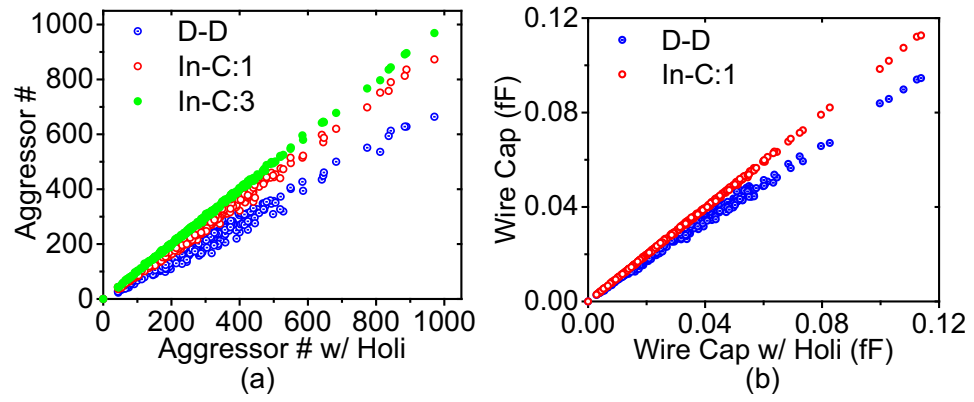 1000
800
600
400
200
0
Aggressor #
D-D
In-C:1
In-C:3
0 200 400 600 800 1000
Aggressor # w/ Holi
(a)
0.12
0.08
0.04
0.00
Wire Cap (fF)
D-D
In-C:1
0.00 0.04 0.08 0.12
Wire Cap w/ Holi (fF)
(b)